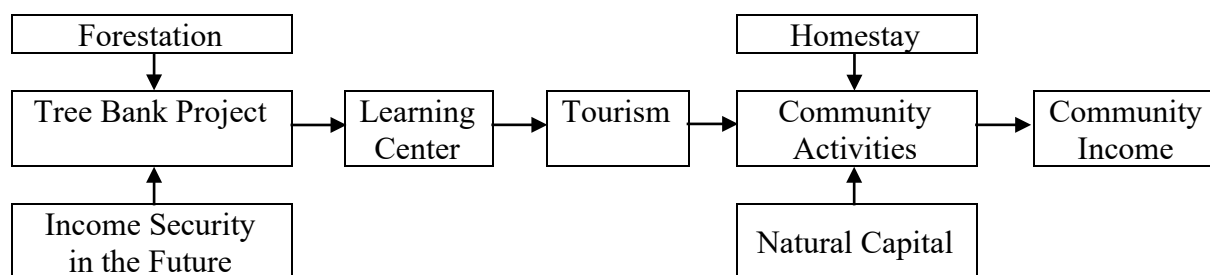 Forestation
Homestay
Tree Bank Project
Learning
Center
Tourism
Community
Activities
Community
Income
Income Security
in the Future
Natural Capital